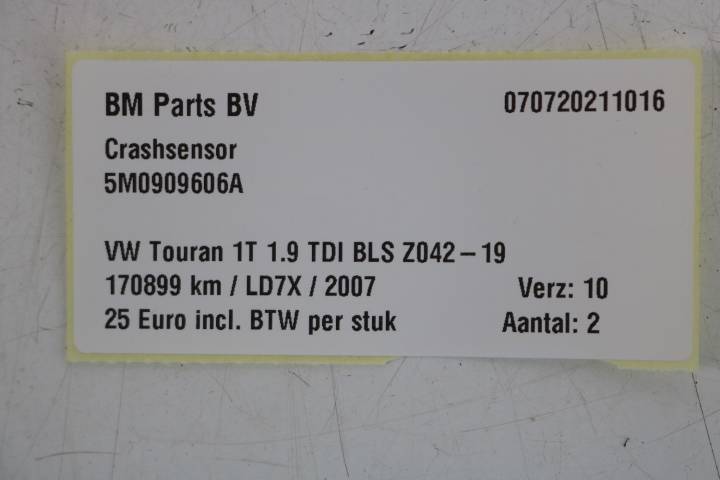 BM Parts BV 070720211016
Crashsensor
5M0909606A
VW Touran 1T 1.9 TDI BLS Z042-19
170899 km / LD7X / 2007 Verz: 10
25 Euro incl. BTW per stuk Aantal: 2